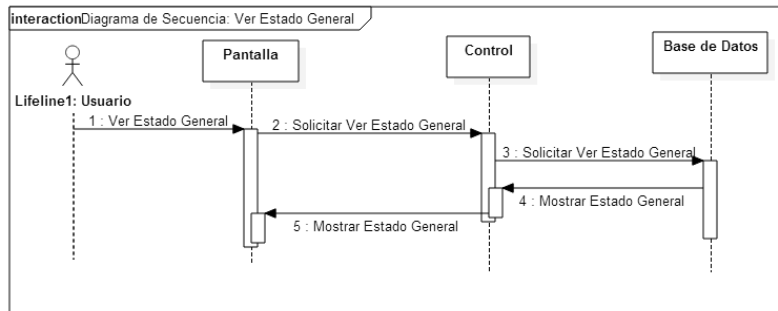 interactionDiagrama de Secuencia: Ver Estado General
Pantalla
Control
Base de Datos
Lifeline1: Usuario
1 : Ver Estado General
2 : Solicitar Ver Estado General
3 : Solicitar Ver Estado General
4 : Mostrar Estado General
5 : Mostrar Estado General